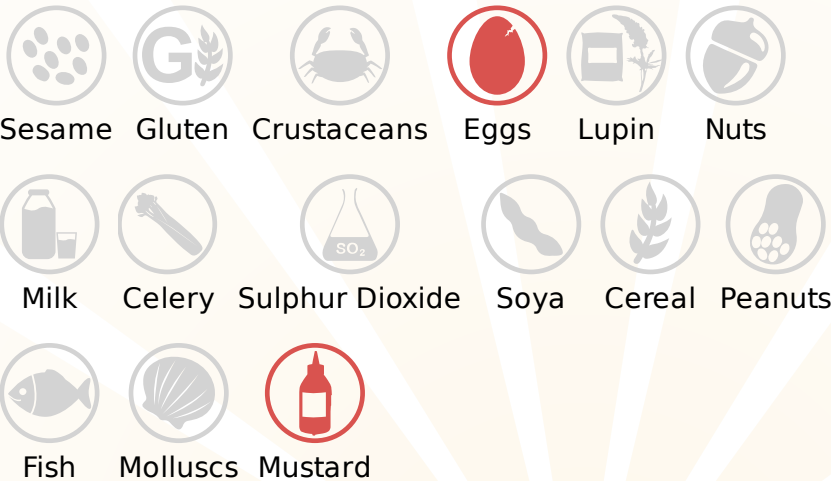 G
Sesame Gluten Crustaceans Eggs Lupin Nuts
SO₂
Milk Celery Sulphur Dioxide Soya Cereal Peanuts
Fish Molluscs Mustard